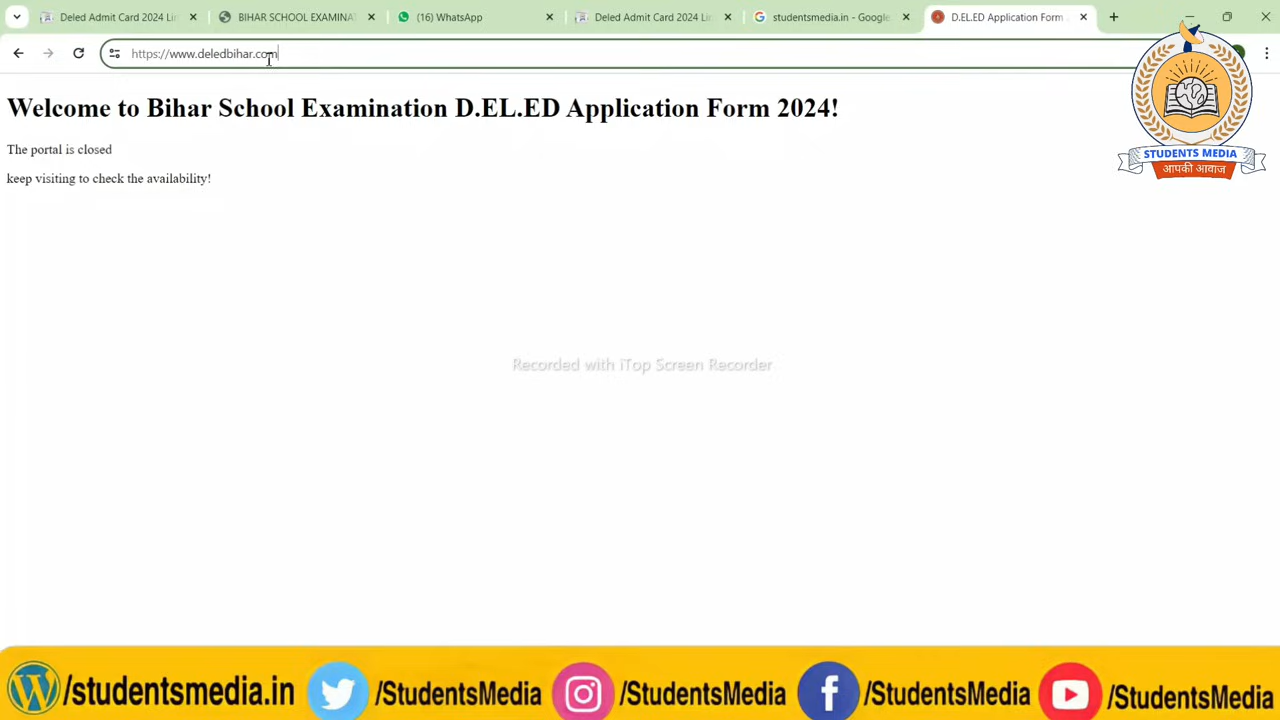 Deled Admit Card 2024 Li
BIHAR SCHOOL EXAMINA
(16) WhatsApp
Deled Admit Card 2024 Li
studentsmedia.in - Google
D.EL.ED Application Form
https://www.deledbihar.com
Welcome to Bihar School Examination D.EL.ED Application Form 2024!
The portal is closed
keep visiting to check the availability!
STUDENTS MEDIA
आपकी आवाज
Recorded with iTop Screen Recorder
/studentsmedia.in
/StudentsMedia
/StudentsMedia
/StudentsMedia
/StudentsMedia